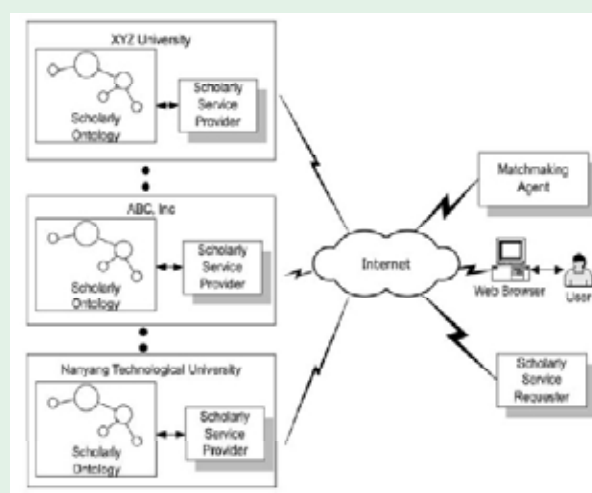 XYZ University
Scholarly
Ontology
Scholarly
Service
Provider
ABC, Inc
Scholarly
Ontology
Scholarly
Service
Provider
Nanyang Technological University
Scholarly
Ontology
Scholarly
Service
Provider
Internet
Matchmaking
Agent
Web Browser
User
Scholarly
Service
Requester